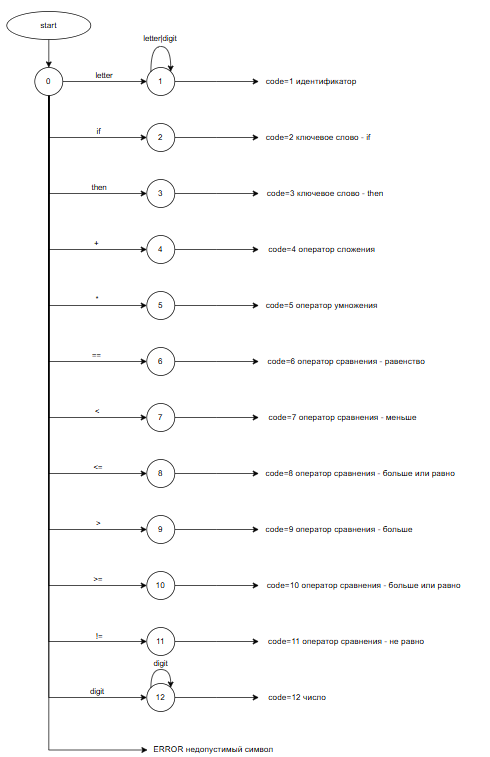 start
letter|digit
0
letter
1
code=1 идентификатор
if
2
code=2 ключевое слово - if
then
3
code=3 ключевое слово - then
+
4
code=4 оператор сложения
*
5
code=5 оператор умножения
==
6
code=6 оператор сравнения - равенство
<
7
code=7 оператор сравнения - меньше
<=
8
code=8 оператор сравнения - больше или равно
>
9
code=9 оператор сравнения - больше
>=
10
code=10 оператор сравнения - больше или равно
!=
11
code=11 оператор сравнения - не равно
digit
digit
12
code=12 число
ERROR недопустимый символ